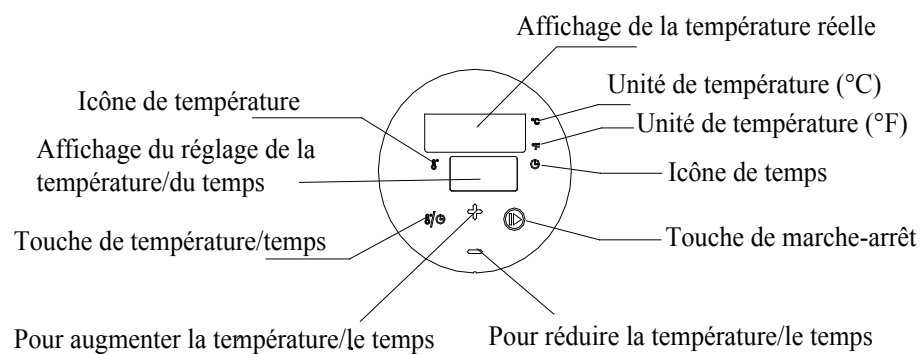 Affichage de la température réelle
Unité de température (°C)
Icône de température
°C
Unité de température (°F)
°F
Affichage du réglage de la
température/du temps
Icône de temps
Touche de température/temps
Touche de marche-arrêt
Pour augmenter la température/le temps
Pour réduire la température/le temps